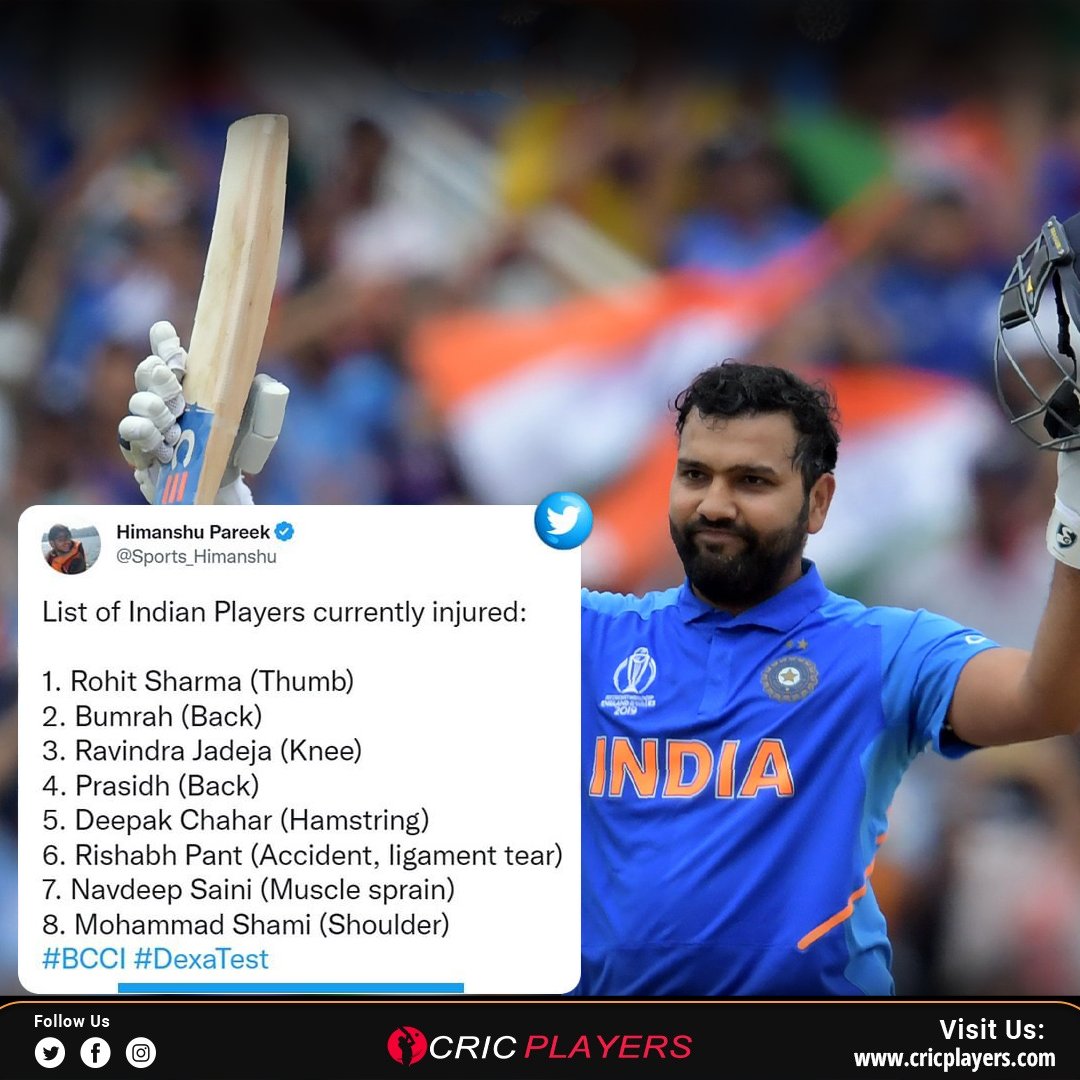 Himanshu Pareek
@Sports_Himanshu
List of Indian Players currently injured:
1. Rohit Sharma (Thumb)
2. Bumrah (Back)
3. Ravindra Jadeja (Knee)
4. Prasidh (Back)
5. Deepak Chahar (Hamstring)
6. Rishabh Pant (Accident, ligament tear)
7. Navdeep Saini (Muscle sprain)
8. Mohammad Shami (Shoulder)
#BCCI #DexaTest
2019
INDIA
Follow Us
CRIC PLAYERS
Visit Us:
www.cricplayers.com